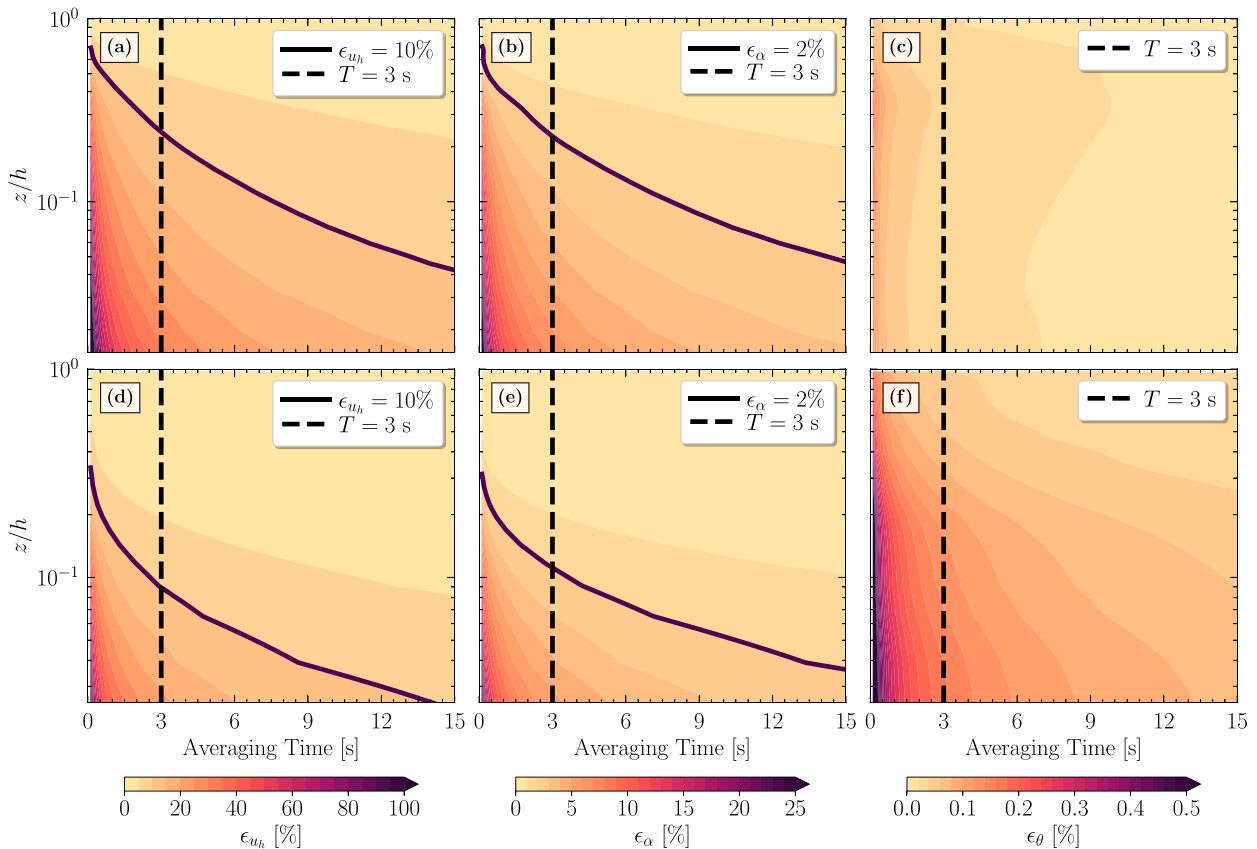 (a)
ϵ_{u_h} = 10%
T = 3 s
(b)
ϵ_α = 2%
T = 3 s
(c)
T = 3 s
10^0
10^{−1}
z/h
(d)
ϵ_{u_h} = 10%
T = 3 s
(e)
ϵ_α = 2%
T = 3 s
(f)
T = 3 s
10^0
10^{−1}
z/h
0 3 6 9 12 15
0 3 6 9 12 15
0 3 6 9 12 15
Averaging Time [s]
Averaging Time [s]
Averaging Time [s]
0 20 40 60 80 100
0 5 10 15 20 25
0.0 0.1 0.2 0.3 0.4 0.5
ϵ_{u_h} [%]
ϵ_α [%]
ϵ_θ [%]